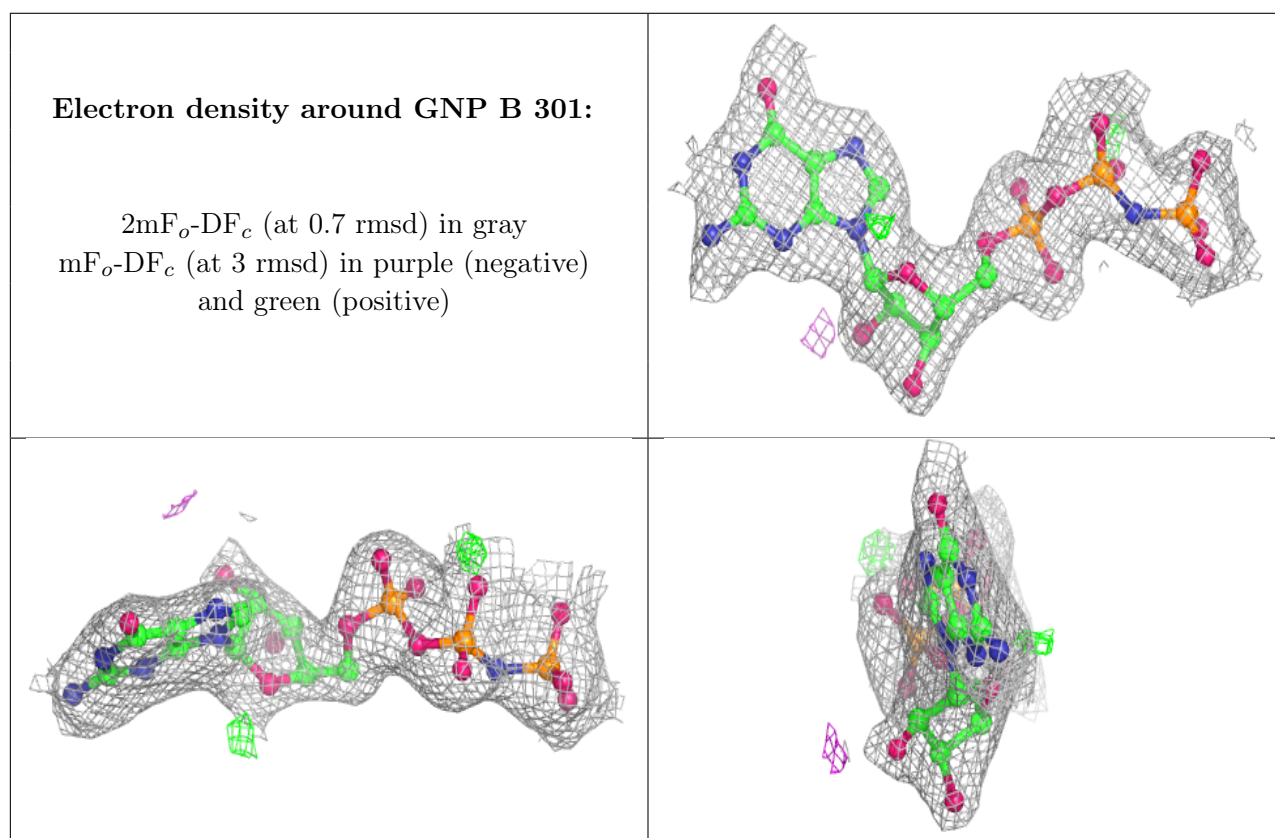 Electron density around GNP B 301:
2mFo-DFc (at 0.7 rmsd) in gray
mFo-DFc (at 3 rmsd) in purple (negative)
and green (positive)